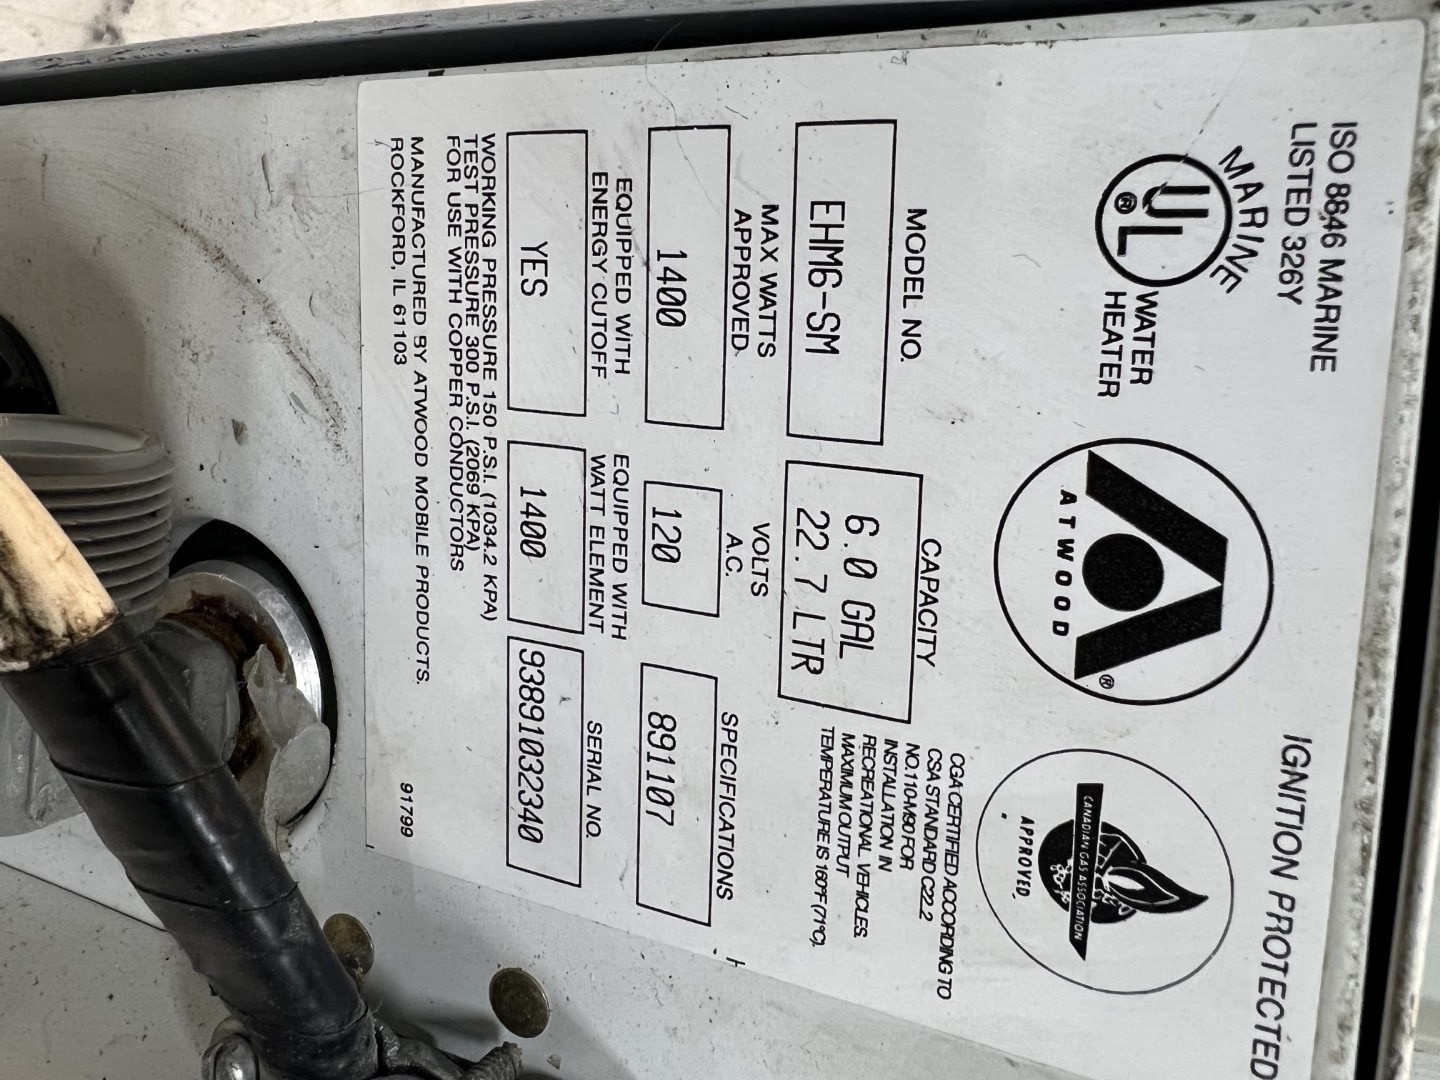 ISO 8846 MARINE
LISTED 326Y
IGNITION PROTECTED
MARINE
UL
®
WATER
HEATER
ATWOOD
®
CANADIAN GAS ASSOCIATION
APPROVED
MODEL NO.
EHM6-SM
CAPACITY
6.0 GAL
22.7 LTR
CGA CERTIFIED ACCORDING TO
CSA STANDARD C22.2
NO. 110-M90 FOR
INSTALLATION IN
RECREATIONAL VEHICLES.
MAXIMUM OUTPUT
TEMPERATURE IS 160°F (71°C).
MAX WATTS
APPROVED
1400
VOLTS
A.C.
120
SPECIFICATIONS
891107
EQUIPPED WITH
ENERGY CUTOFF
YES
EQUIPPED WITH
WATT ELEMENT
1400
SERIAL NO.
93891032340
WORKING PRESSURE 150 P.S.I. (1034.2 KPA)
TEST PRESSURE 300 P.S.I. (2069 KPA)
FOR USE WITH COPPER CONDUCTORS
MANUFACTURED BY ATWOOD MOBILE PRODUCTS.
ROCKFORD, IL 61103
91799